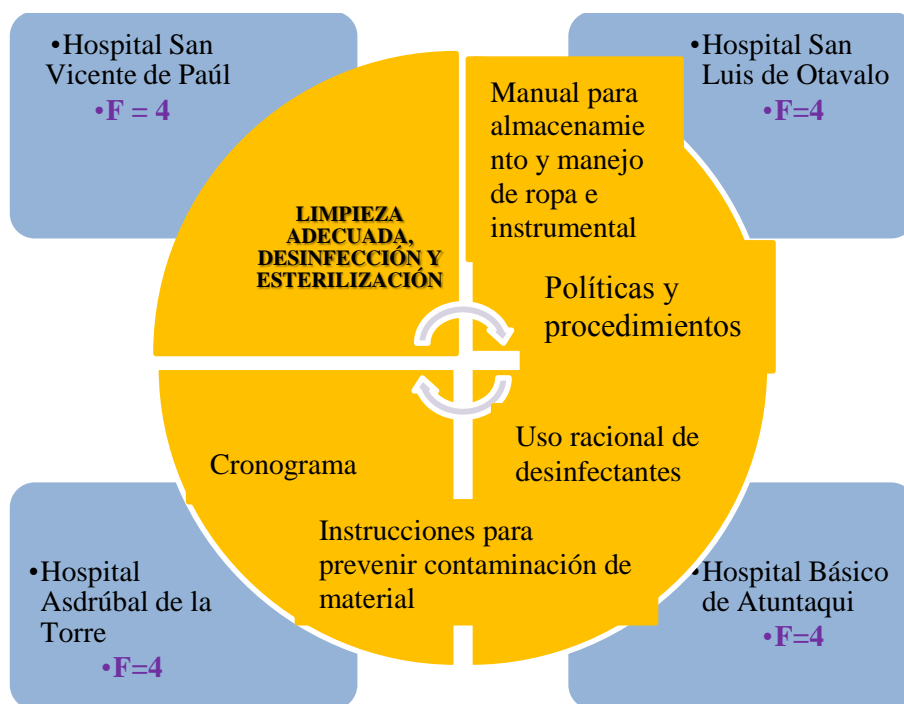 •Hospital San
Vicente de Paúl
•F = 4
•Hospital San
Luis de Otavalo
•F=4
LIMPIEZA
ADECUADA,
DESINFECCIÓN Y
ESTERILIZACIÓN
Manual para
almacenamie
nto y manejo
de ropa e
instrumental
Políticas y
procedimientos
Cronograma
Uso racional de
desinfectantes
Instrucciones para
prevenir contaminación de
material
•Hospital
Asdrúbal de la
Torre
•F=4
•Hospital Básico
de Atuntaqui
•F=4